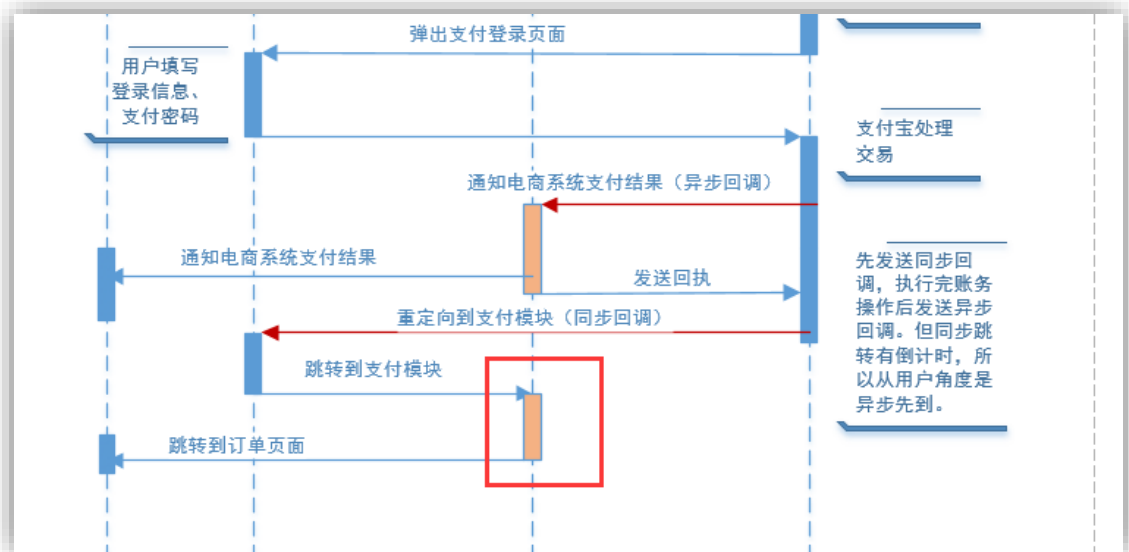 弹出支付登录页面
用户填写
登录信息、
支付密码
支付宝处理
交易
通知电商系统支付结果（异步回调）
通知电商系统支付结果
发送回执
先发送同步回
调，执行完账务
操作后发送异步
回调。但同步跳
转有倒计时，所
以从用户角度是
异步先到。
重定向到支付模块（同步回调）
跳转到支付模块
跳转到订单页面